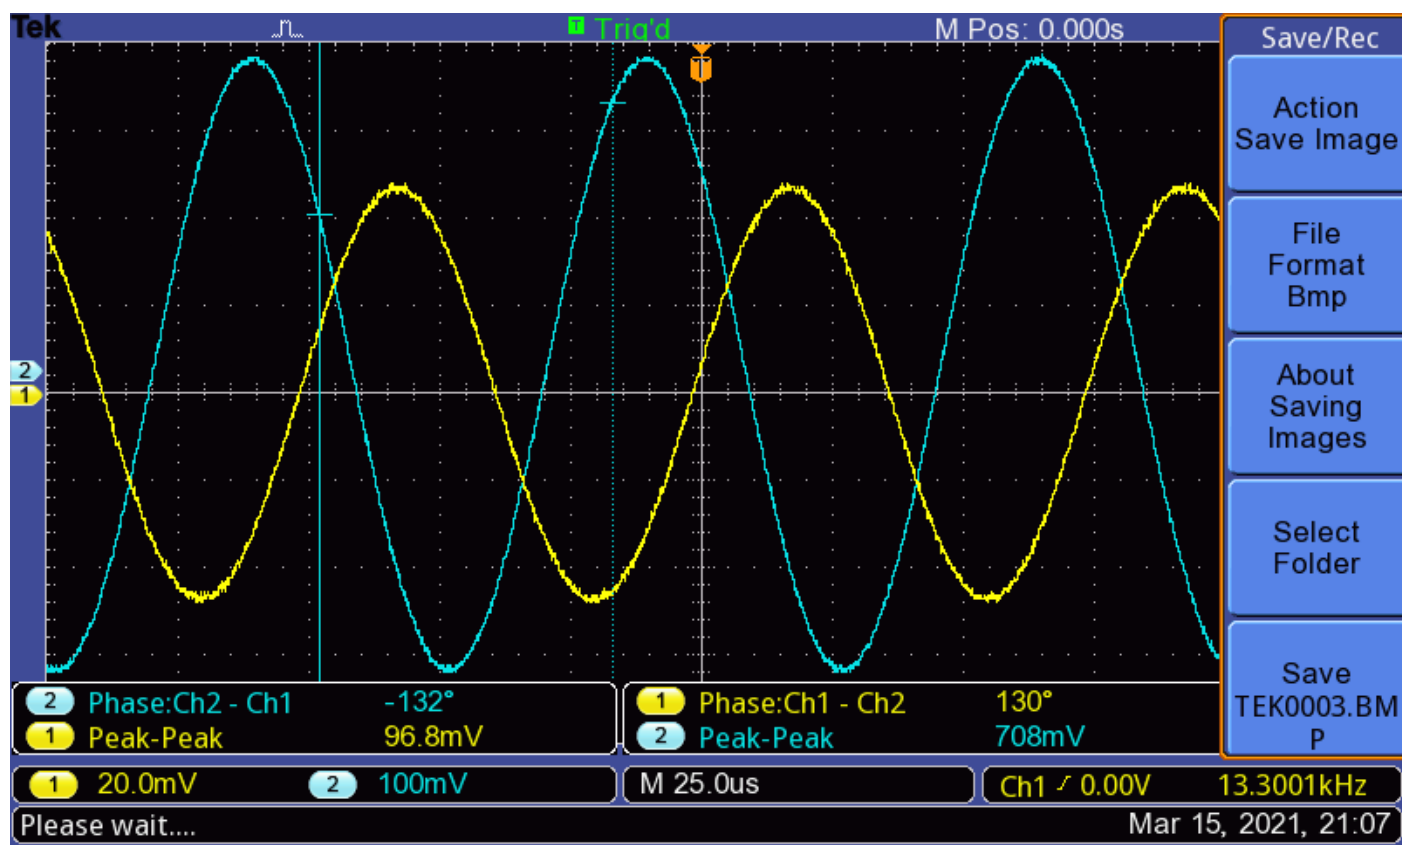 Tek
T Trig'd
M Pos: 0.000s
T
2
1
2 Phase:Ch2 - Ch1 -132°
1 Peak-Peak 96.8mV
1 Phase:Ch1 - Ch2 130°
2 Peak-Peak 708mV
1 20.0mV 2 100mV
M 25.0us
Ch1 0.00V 13.3001kHz
Please wait....
Mar 15, 2021, 21:07
Save/Rec
Action
Save Image
File
Format
Bmp
About
Saving
Images
Select
Folder
Save
TEK0003.BM
P